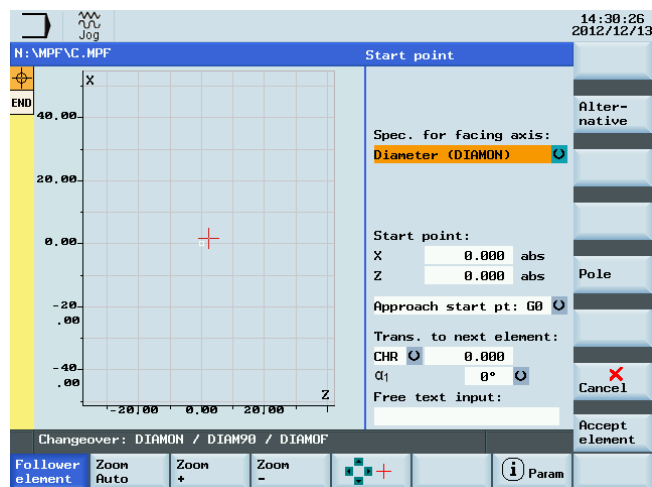 Jog
14:30:26
2012/12/13
N:\MPF\C.MPF
Start point
X
END
40.00
20.00
0.00
-20
.00
-40
.00
Z
-20.00 0.00 20.00
Spec. for facing axis:
Diameter (DIAMON)
Start point:
X 0.000 abs
Z 0.000 abs
Approach start pt: G0
Trans. to next element:
CHR 0.000
α1 0°
Free text input:
Alter-
native
Pole
Cancel
Accept
element
Changeover: DIAMON / DIAM90 / DIAMOF
Follower
element
Zoom
Auto
Zoom
+
Zoom
-
i Param